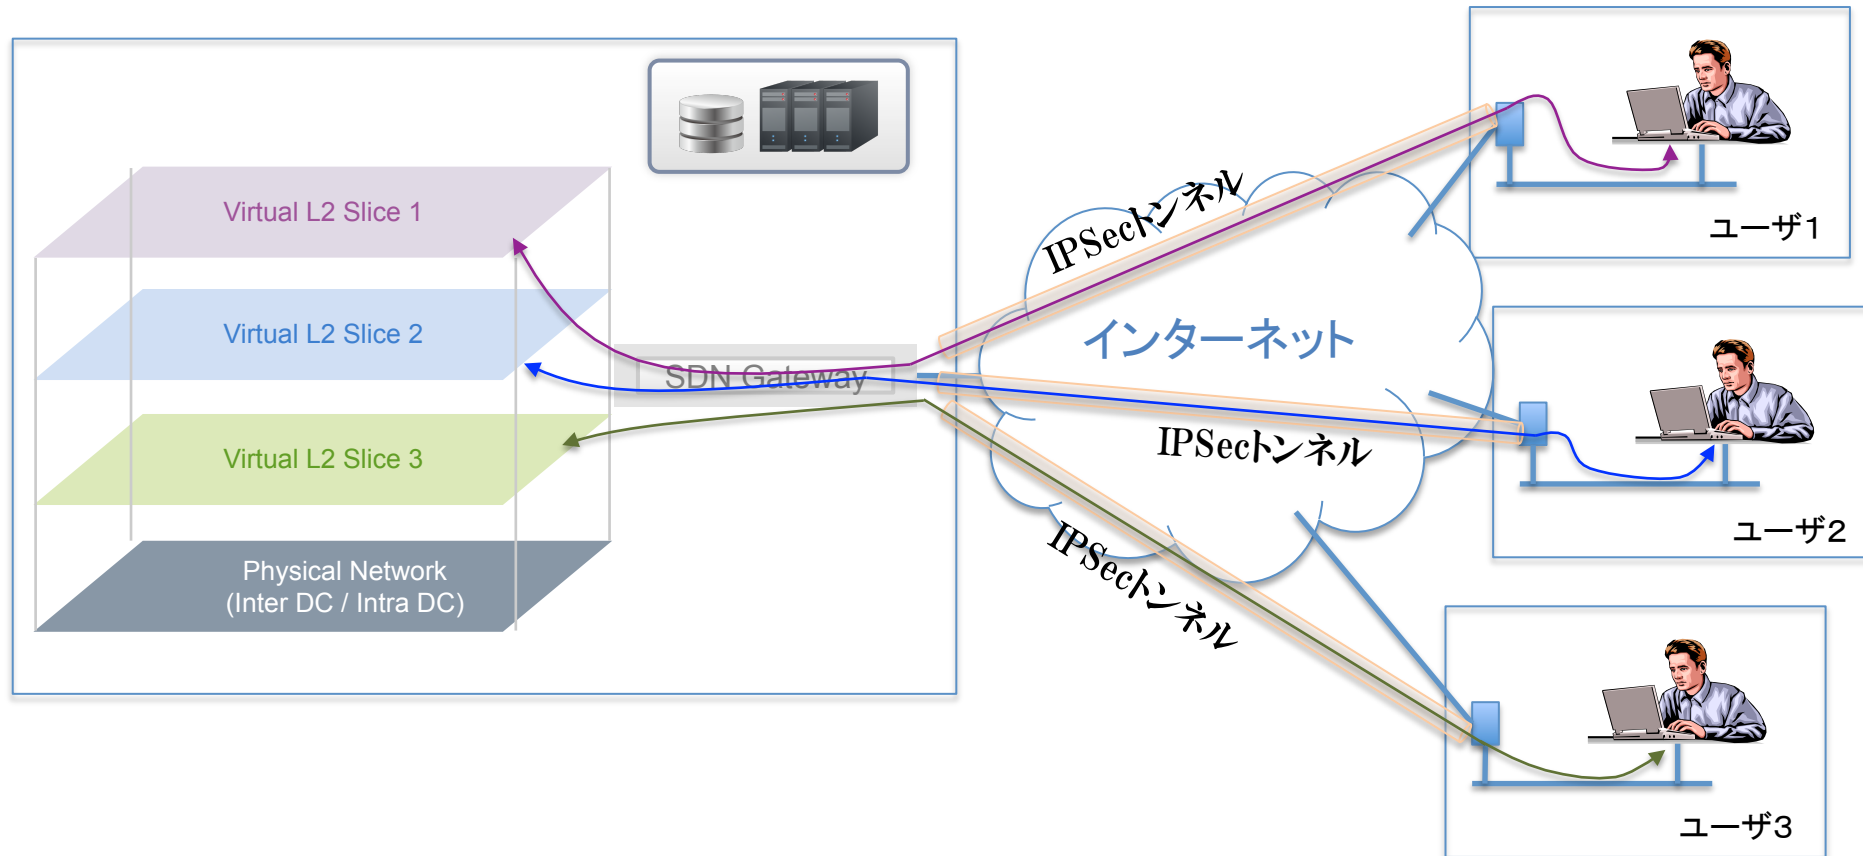 Virtual L2 Slice 1
Virtual L2 Slice 2
Virtual L2 Slice 3
Physical Network
(Inter DC / Intra DC)
SDN Gateway
IPSecトンネル
インターネット
IPSecトンネル
IPSecトンネル
ユーザ1
ユーザ2
ユーザ3